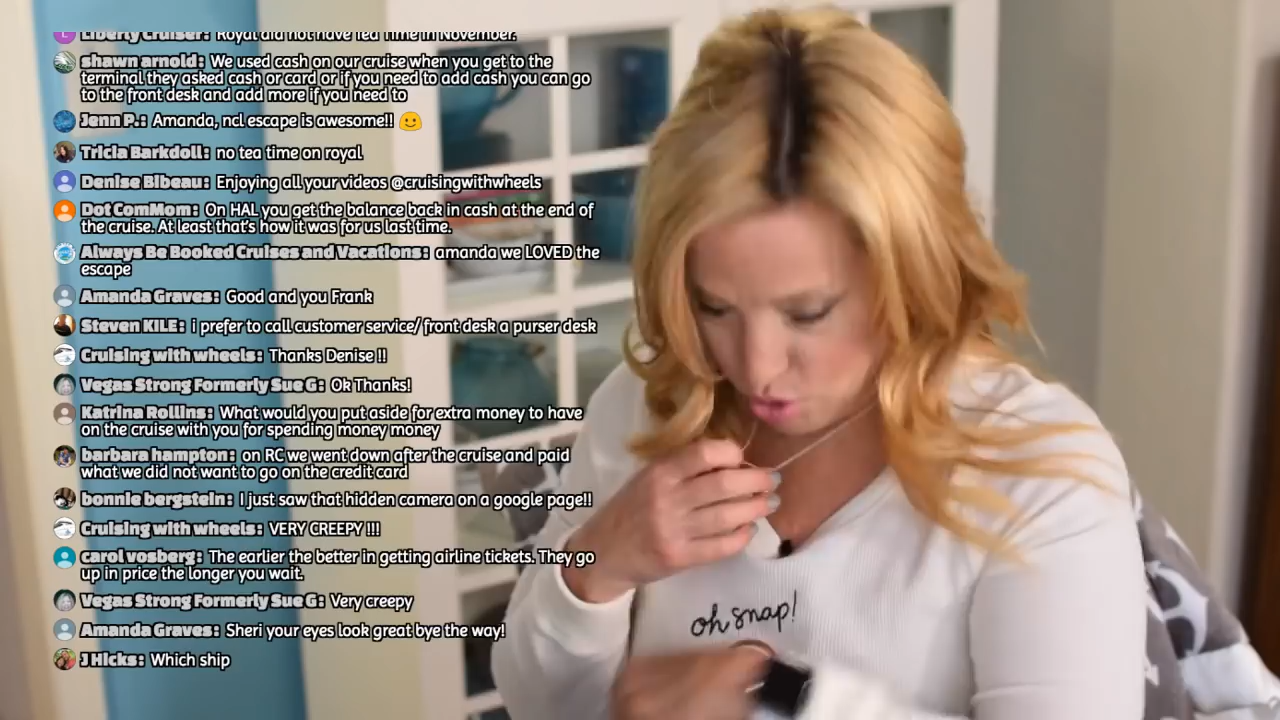 Liberty Cruiser: Royal did not have Tea Time in November.
shawn arnold: We used cash on our cruise when you get to the
terminal they asked cash or card or if you need to add cash you can go
to the front desk and add more if you need to
Jenn P.: Amanda, ncl escape is awesome!! 🙂
Tricia Barkdoll: no tea time on royal
Denise Bibeau: Enjoying all your videos @cruisingwithwheels
Dot ComMom: On HAL you get the balance back in cash at the end of
the cruise. At least that's how it was for us last time.
Always Be Booked Cruises and Vacations: amanda we LOVED the
escape
Amanda Graves: Good and you Frank
Steven KILE: i prefer to call customer service/ front desk a purser desk
Cruising with wheels: Thanks Denise !!
Vegas Strong Formerly Sue G: Ok Thanks!
Katrina Rollins: What would you put aside for extra money to have
on the cruise with you for spending money money
barbara hampton: on RC we went down after the cruise and paid
what we did not want to go on the credit card
bonnie bergstein: I just saw that hidden camera on a google page!!
Cruising with wheels: VERY CREEPY !!!
carol vosberg: The earlier the better in getting airline tickets. They go
up in price the longer you wait.
Vegas Strong Formerly Sue G: Very creepy
Amanda Graves: Sheri your eyes look great bye the way!
J Hicks: Which ship
oh snap!